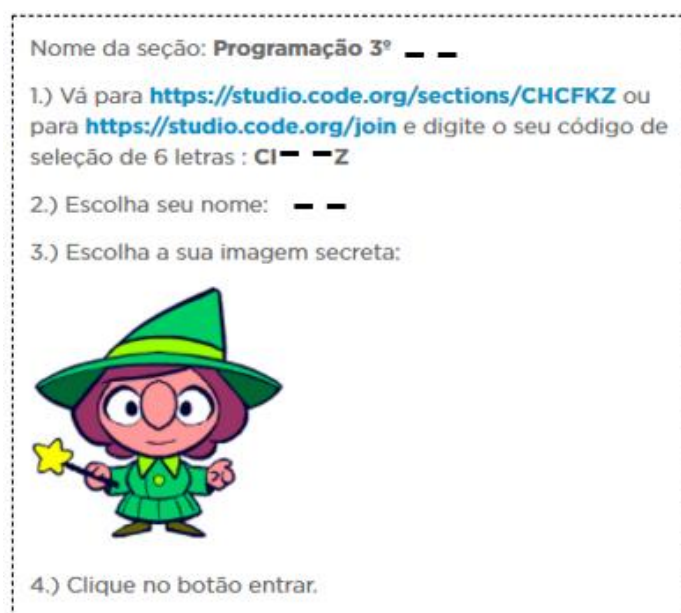 Nome da seção: Programação 3º
1.) Vá para https://studio.code.org/sections/CHCFKZ ou
para https://studio.code.org/join e digite o seu código de
seleção de 6 letras : CI– –Z
2.) Escolha seu nome:
3.) Escolha a sua imagem secreta:
4.) Clique no botão entrar.